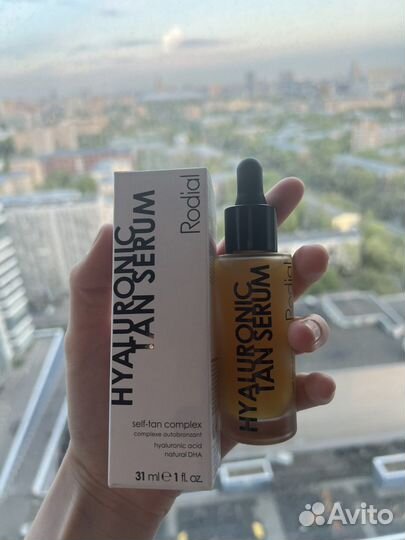 HYALURONIC
TAN SERUM
Rodial
self-tan complex
complexe autobronzant
hyaluronic acid
natural DHA
31 ml ℮ 1 fl. oz.
HYALURONIC
TAN SERUM
Rodial
Avito